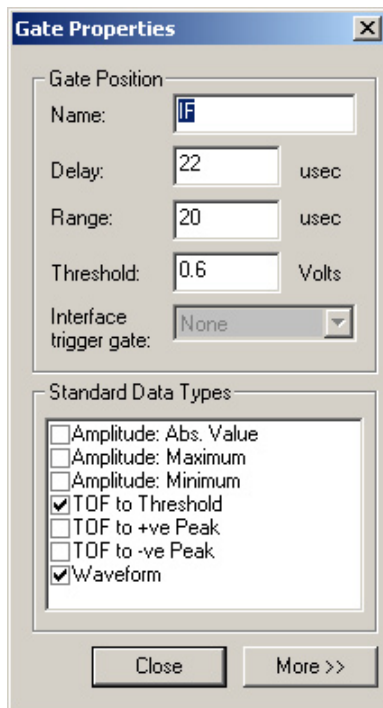 Gate Properties
Gate Position
Name: IF
Delay: 22 usec
Range: 20 usec
Threshold: 0.6 Volts
Interface
trigger gate: None
Standard Data Types
Amplitude: Abs. Value
Amplitude: Maximum
Amplitude: Minimum
TOF to Threshold
TOF to +ve Peak
TOF to -ve Peak
Waveform
Close More >>